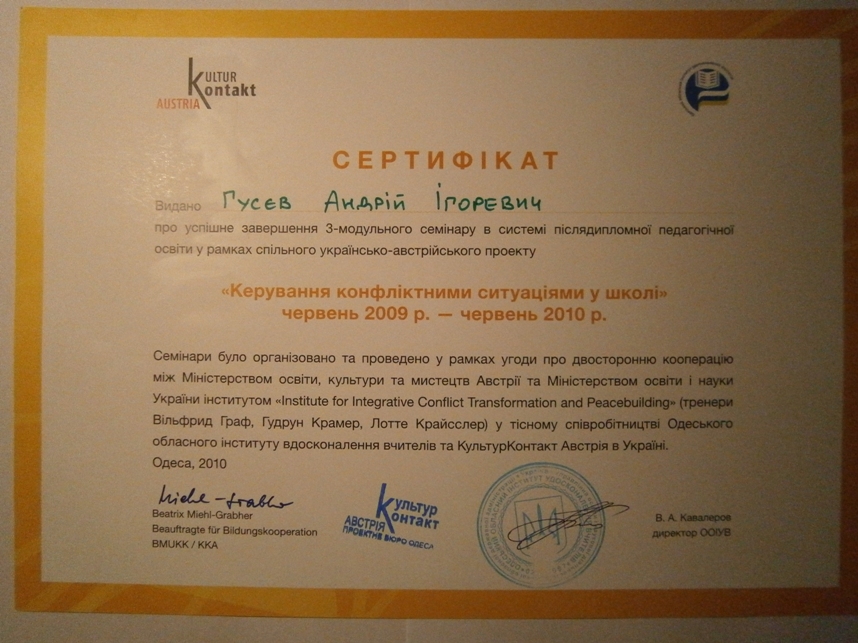 KULTUR
kontakt
AUSTRIA
СЕРТИФІКАТ
Видано Гусєв Андрій Ігоревич
про успішне завершення 3-модульного семінару в системі післядипломної педагогічної
освіти у рамках спільного українсько-австрійського проекту
«Керування конфліктними ситуаціями у школі»
червень 2009 р. — червень 2010 р.
Семінари було організовано та проведено у рамках угоди про двосторонню кооперацію
між Міністерством освіти, культури та мистецтв Австрії та Міністерством освіти і науки
України інститутом «Institute for Integrative Conflict Transformation and Peacebuilding» (тренери
Вільфрид Граф, Гудрун Крамер, Лотте Крайсслер) у тісному співробітництві Одеського
обласного інституту вдосконалення вчителів та КультурКонтакт Австрія в Україні.
Одеса, 2010
Miehl-Grabher
Beatrix Miehl-Grabher
Beauftragte für Bildungskooperation
BMUKK / KKA
Культур
Контакт
АВСТРІЯ
ПРОЕКТНЕ БЮРО ОДЕСА
В. А. Кавалеров
директор ООІУВ